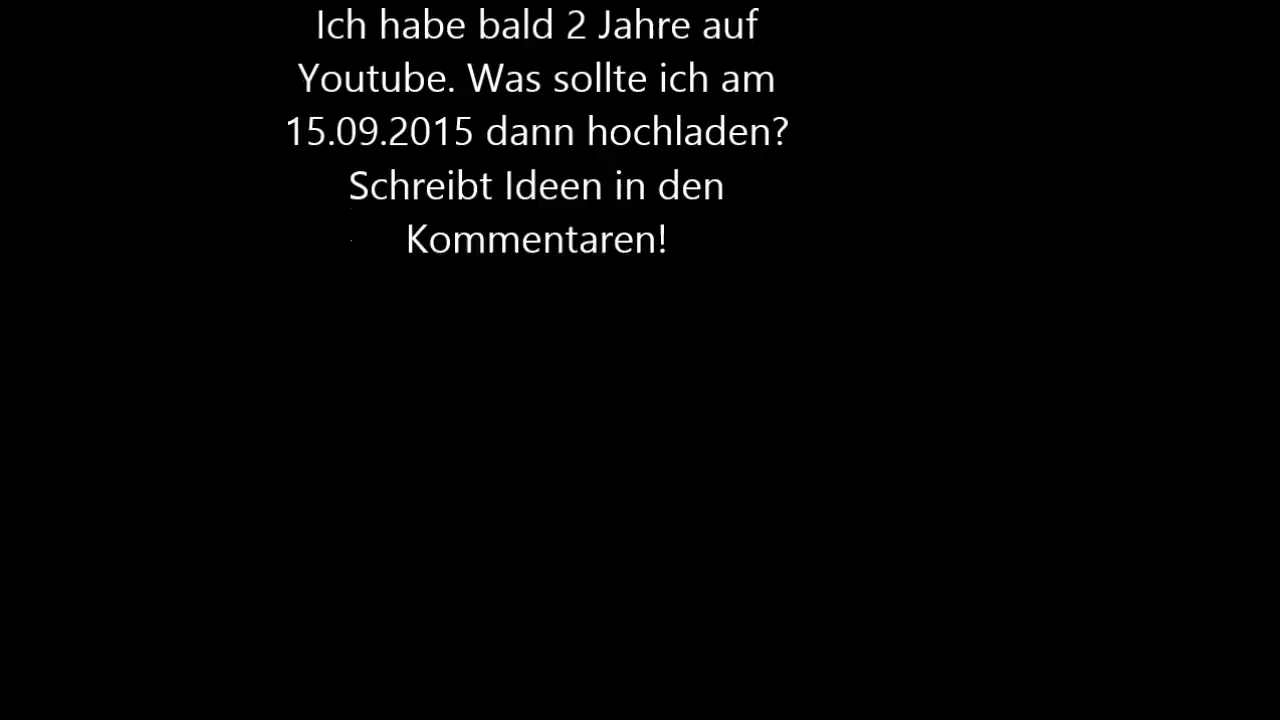 Ich habe bald 2 Jahre auf
Youtube. Was sollte ich am
15.09.2015 dann hochladen?
Schreibt Ideen in den
Kommentaren!